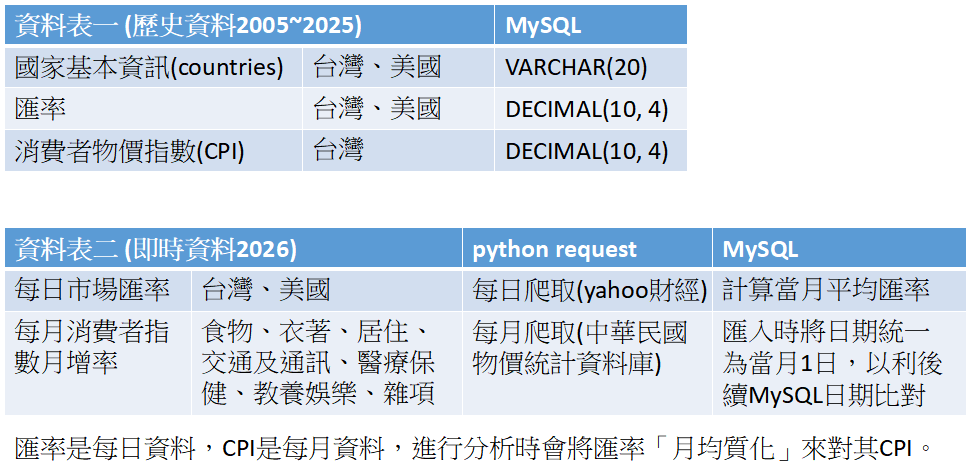 資料表一 (歷史資料2005~2025) MySQL
國家基本資訊(countries) 台灣、美國 VARCHAR(20)
匯率 台灣、美國 DECIMAL(10, 4)
消費者物價指數(CPI) 台灣 DECIMAL(10, 4)
資料表二 (即時資料2026) python request MySQL
每日市場匯率 台灣、美國 每日爬取(yahoo財經) 計算當月平均匯率
每月消費者指 食物、衣著、居住、 每月爬取(中華民國 匯入時將日期統一
數月增率 交通及通訊、醫療保 物價統計資料庫) 為當月1日，以利後
健、教養娛樂、雜項 續MySQL日期比對
匯率是每日資料，CPI是每月資料，進行分析時會將匯率「月均質化」來對其CPI。